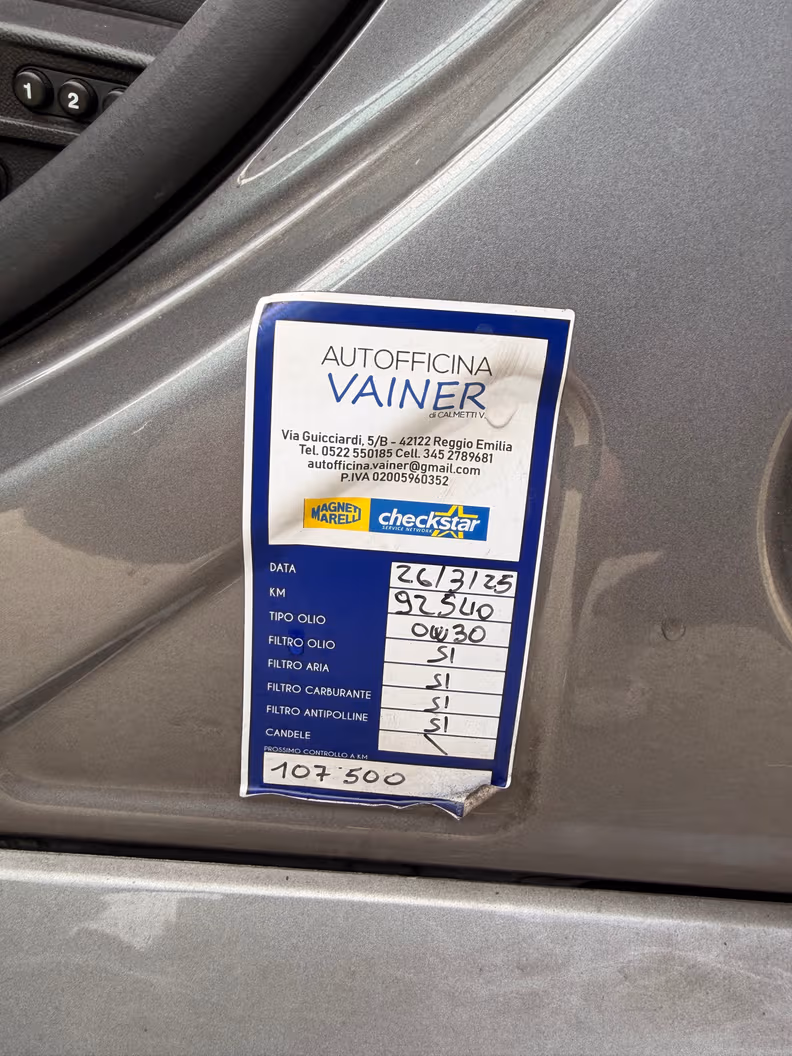 1 2
AUTOFFICINA
VAINER
di CALMETTI V.
Via Guicciardi, 5/B - 42122 Reggio Emilia
Tel. 0522 550185 Cell. 345 2789681
autofficina.vainer@gmail.com
P.IVA 02005960352
MAGNETI
MARELLI
checkstar
SERVICE NETWORK
DATA 26/3/25
KM 92540
TIPO OLIO 0W30
FILTRO OLIO SI
FILTRO ARIA SI
FILTRO CARBURANTE SI
FILTRO ANTIPOLLINE SI
CANDELE /
PROSSIMO CONTROLLO A KM
107.500